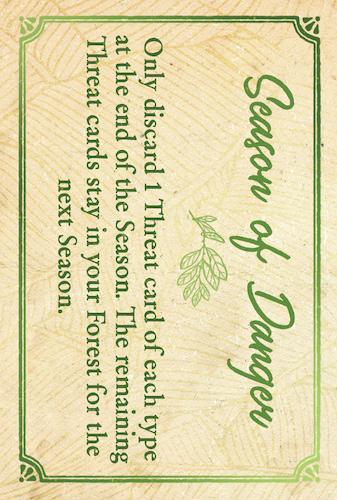 Season of Danger
Only discard 1 Threat card of each type
at the end of the Season. The remaining
Threat cards stay in your Forest for the
next Season.